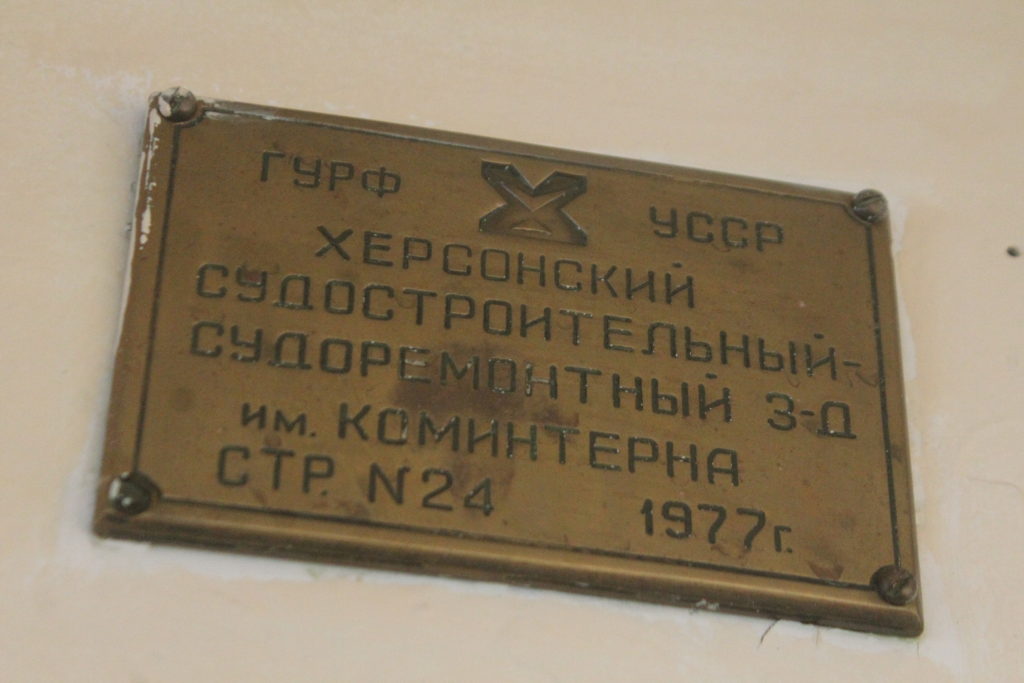 ГУРФ УССР
ХЕРСОНСКИЙ
СУДОСТРОИТЕЛЬНЫЙ-
СУДОРЕМОНТНЫЙ З-Д
им. КОМИНТЕРНА
СТР. N24 1977г.